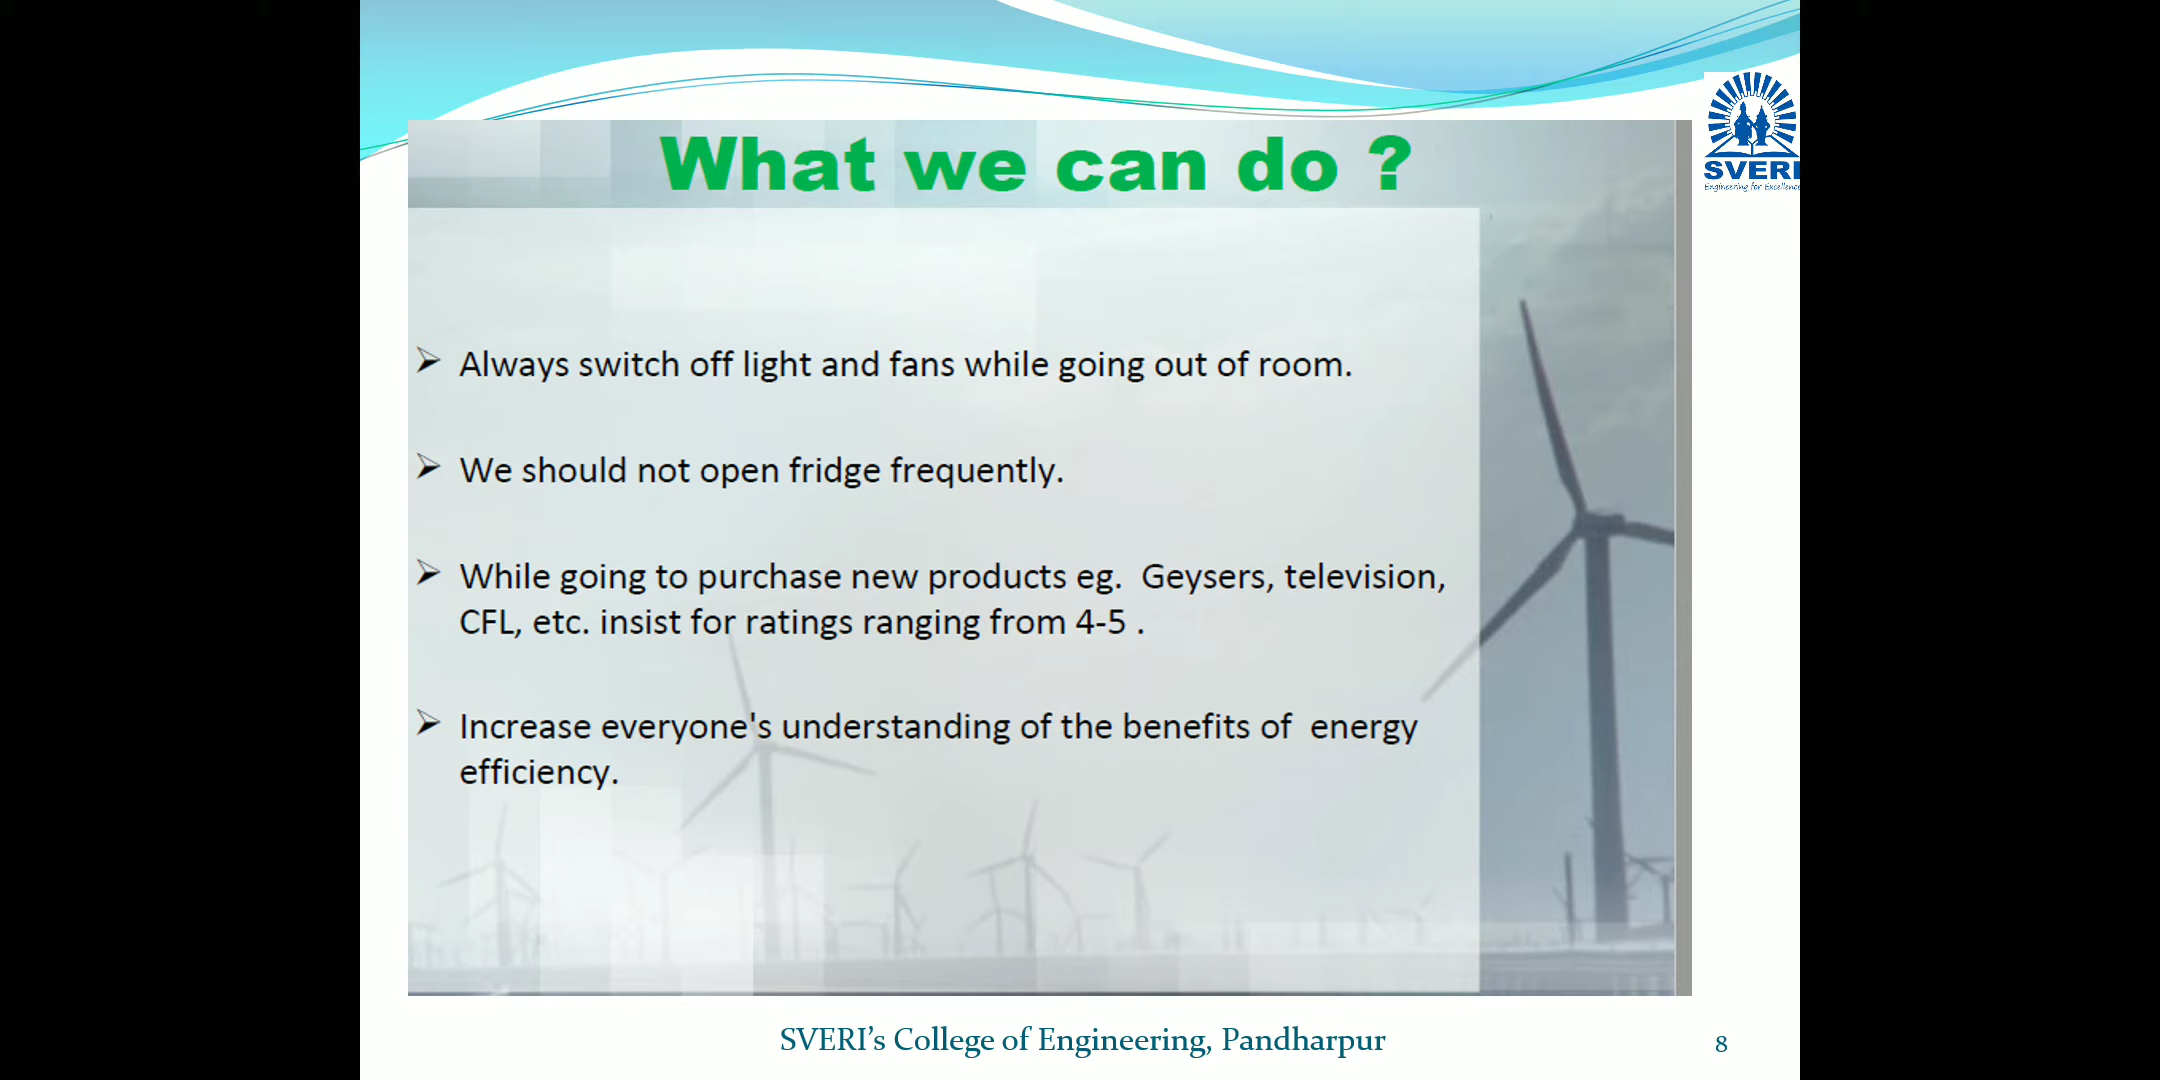 What we can do ?
SVERI
Engineering for Excellence
➢ Always switch off light and fans while going out of room.
➢ We should not open fridge frequently.
➢ While going to purchase new products eg.  Geysers, television,
CFL, etc. insist for ratings ranging from 4-5 .
➢ Increase everyone's understanding of the benefits of  energy
efficiency.
SVERI’s College of Engineering, Pandharpur
8